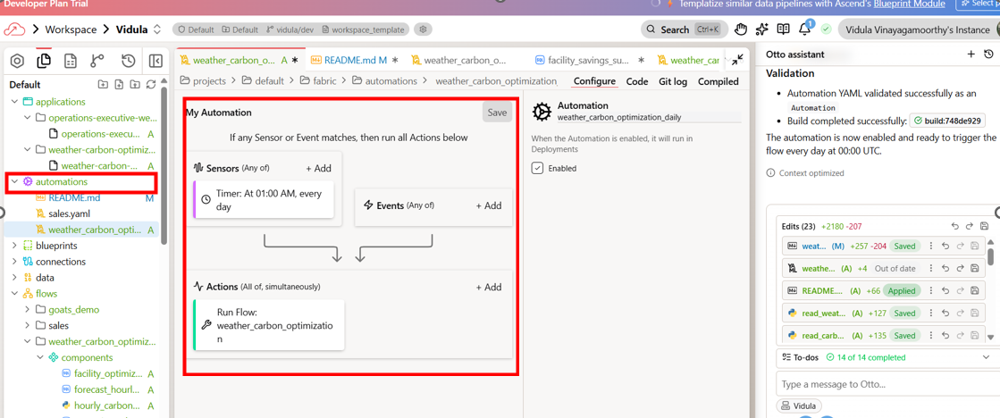 Developer Plan Trial
Templatize similar data pipelines with Ascend's Blueprint Module
Workspace
Vidula
Default
Default
vidula/dev
workspace_template
Search
Ctrl+K
1
Vidula Vinayagamoorthy's Instance
Default
applications
operations-executive-we...
operations-execu...
A
weather-carbon-optimiz...
weather-carbon-...
A
automations
README.md
M
sales.yaml
weather_carbon_opti...
A
blueprints
connections
data
flows
goats_demo
sales
weather_carbon_optimiz...
components
facility_optimiz...
A
forecast_hourl...
A
hourly_carbon...
A
weather_carbon_o... A *
README.md M *
weather_carbon_o...
facility_savings_su... *
weather_car
projects > default > fabric > automations > weather_carbon_optimization_
Configure
Code
Git log
Compiled
My Automation
Save
If any Sensor or Event matches, then run all Actions below
Sensors (Any of)
+ Add
Timer: At 01:00 AM, every
day
Events (Any of)
+ Add
Actions (All of, simultaneously)
+ Add
Run Flow:
weather_carbon_optimizatio
n
Automation
weather_carbon_optimization_daily
When the Automation is enabled, it will run in
Deployments
Enabled
Otto assistant
Validation
Automation YAML validated successfully as an
Automation
Build completed successfully: build:748de929
The automation is now enabled and ready to trigger the
flow every day at 00:00 UTC.
Context optimized
Edits (23) +2180 -207
weat... (M) +257 -204 Saved
weathe... (A) +4 Out of date
README.... (A) +66 Applied
read_weat... (A) +127 Saved
read_carb... (A) +135 Saved
To-dos 14 of 14 completed
Type a message to Otto...
Vidula